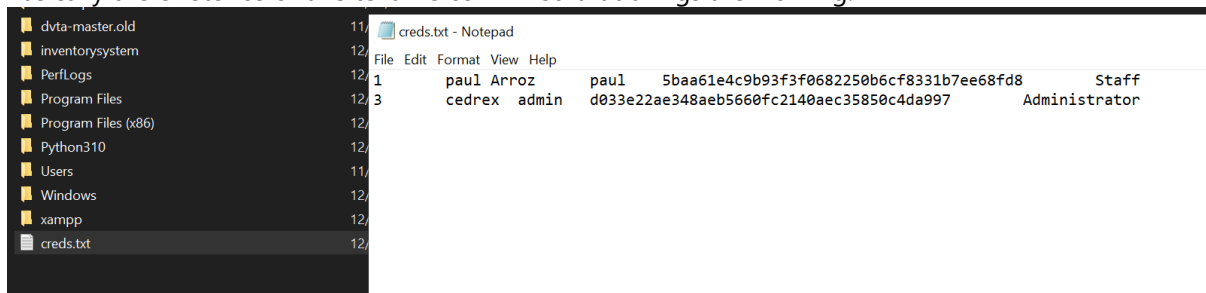 dvta-master.old 11/
inventorysystem 12/
PerfLogs 12/
Program Files 12/
Program Files (x86) 12/
Python310 12/
Users 11/
Windows 12/
xampp 12/
creds.txt 12/
creds.txt - Notepad
File Edit Format View Help
1 paul Arroz paul 5baa61e4c9b93f3f0682250b6cf8331b7ee68fd8 Staff
3 cedrex admin d033e22ae348aeb5660fc2140aec35850c4da997 Administrator